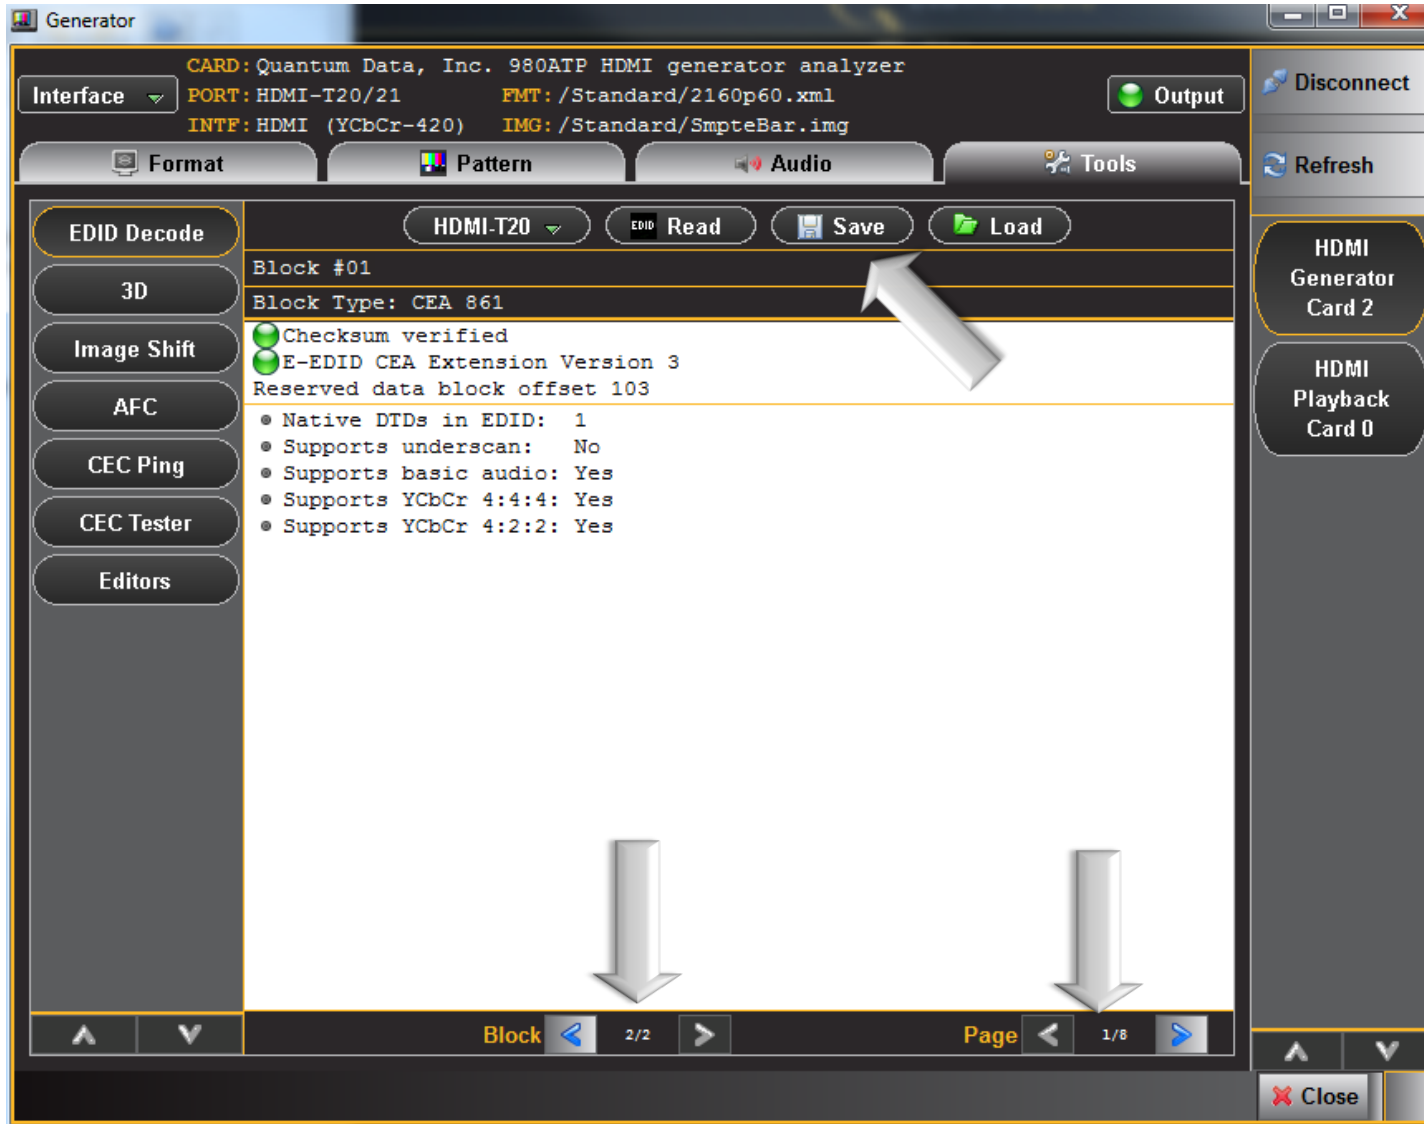 Generator
CARD: Quantum Data, Inc. 980ATP HDMI generator analyzer
Interface
PORT: HDMI-T20/21 FMT: /Standard/2160p60.xml
INTF: HDMI (YCbCr-420) IMG: /Standard/SmpteBar.img
Output
Disconnect
Format Pattern Audio Tools
Refresh
EDID Decode
3D
Image Shift
AFC
CEC Ping
CEC Tester
Editors
HDMI-T20 EDID Read Save Load
Block #01
Block Type: CEA 861
Checksum verified
E-EDID CEA Extension Version 3
Reserved data block offset 103
Native DTDs in EDID: 1
Supports underscan: No
Supports basic audio: Yes
Supports YCbCr 4:4:4: Yes
Supports YCbCr 4:2:2: Yes
Block 2/2 Page 1/8
HDMI
Generator
Card 2
HDMI
Playback
Card 0
Close